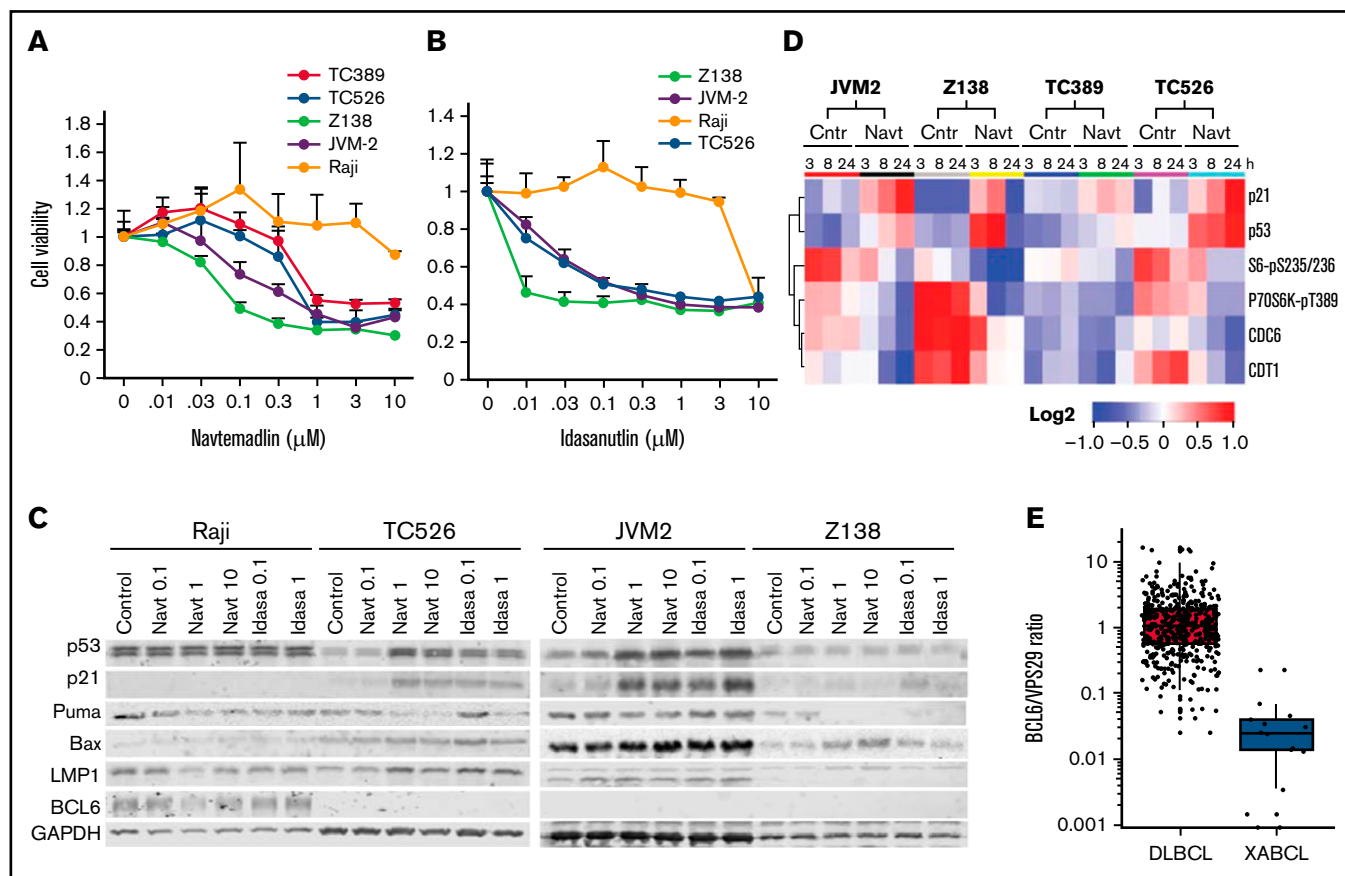 A
TC389
TC526
Z138
JVM-2
Raji
1.8
1.6
1.4
1.2
1.0
0.8
0.6
0.4
0.2
0
Cell viability
0 .01 .03 0.1 0.3 1 3 10
Navtemadlin (μM)
B
Z138
JVM-2
Raji
TC526
1.4
1.2
1.0
0.8
0.6
0.4
0.2
0
0 .01 .03 0.1 0.3 1 3 10
Idasanutlin (μM)
D
JVM2 Z138 TC389 TC526
Cntr Navt Cntr Navt Cntr Navt Cntr Navt
3 8 24 3 8 24 3 8 24 3 8 24 3 8 24 3 8 24 3 8 24 3 8 24 h
p21
p53
S6-pS235/236
P70S6K-pT389
CDC6
CDT1
Log2
−1.0 −0.5 0 0.5 1.0
C
Raji TC526 JVM2 Z138
Control Navt 0.1 Navt 1 Navt 10 Idasa 0.1 Idasa 1 Control Navt 0.1 Navt 1 Navt 10 Idasa 0.1 Idasa 1 Control Navt 0.1 Navt 1 Navt 10 Idasa 0.1 Idasa 1 Control Navt 0.1 Navt 1 Navt 10 Idasa 0.1 Idasa 1
p53
p21
Puma
Bax
LMP1
BCL6
GAPDH
E
10
1
0.1
0.01
0.001
BCL6/VPS29 ratio
DLBCL XABCL